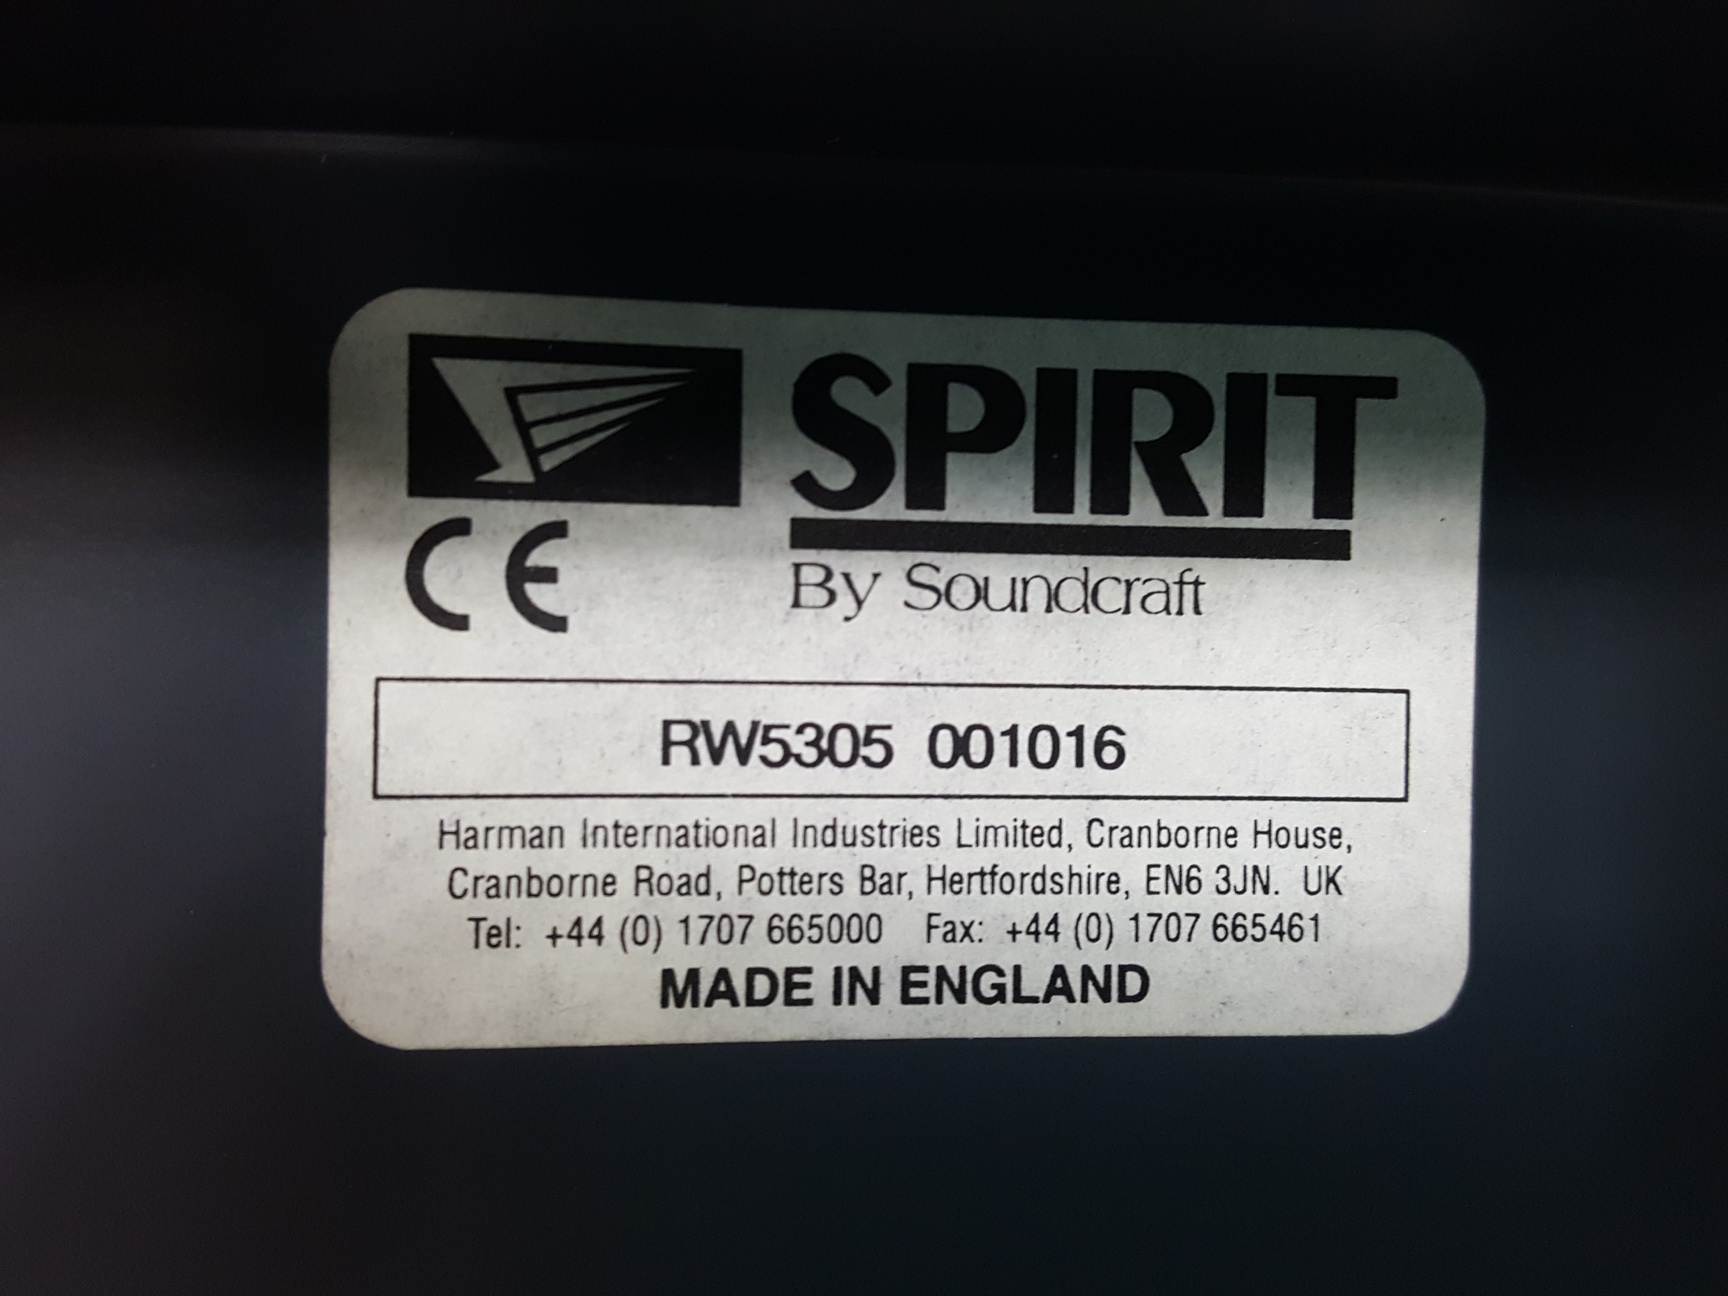 SPIRIT
By Soundcraft
CE
RW5305 001016
Harman International Industries Limited, Cranborne House,
Cranborne Road, Potters Bar, Hertfordshire, EN6 3JN. UK
Tel: +44 (0) 1707 665000 Fax: +44 (0) 1707 665461
MADE IN ENGLAND